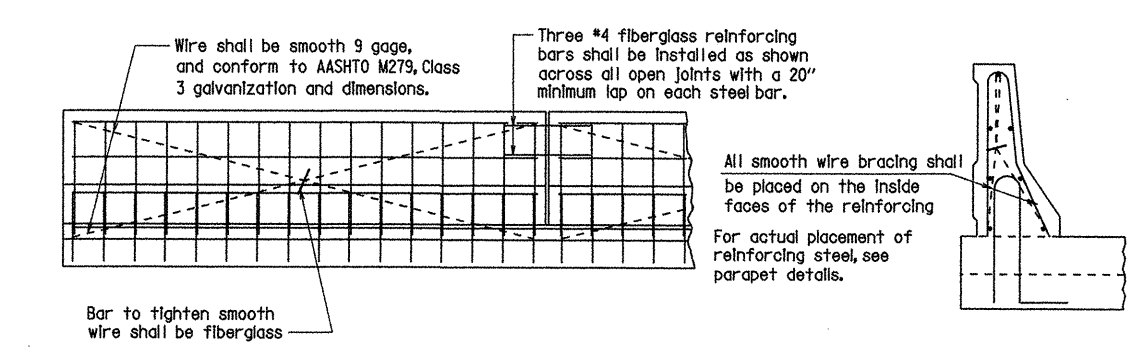 Wire shall be smooth 9 gage,
and conform to AASHTO M279, Class
3 galvanization and dimensions.
Three #4 fiberglass reinforcing
bars shall be installed as shown
across all open joints with a 20"
minimum lap on each steel bar.
All smooth wire bracing shall
be placed on the inside
faces of the reinforcing
For actual placement of
reinforcing steel, see
parapet details.
Bar to tighten smooth
wire shall be fiberglass